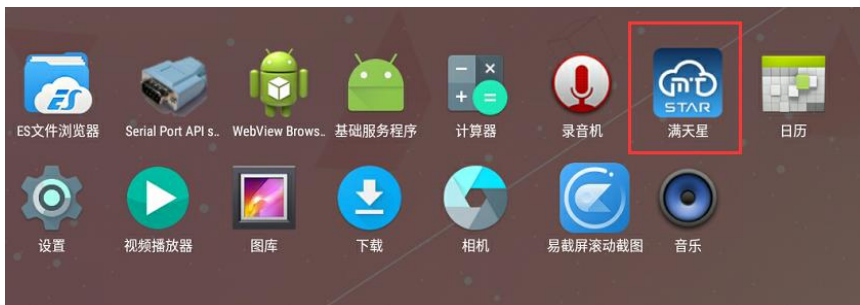 ES文件浏览器
Serial Port API s..
WebView Brows..
基础服务程序
计算器
录音机
STAR
满天星
日历
设置
视频播放器
图库
下载
相机
易截屏滚动截图
音乐